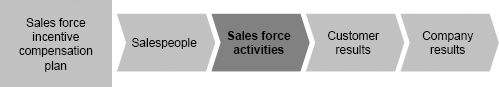 Sales force
incentive
compensation
plan
Salespeople
Sales force
activities
Customer
results
Company
results